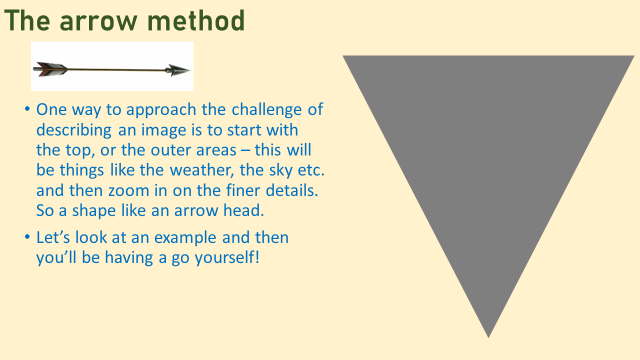 The arrow method
• One way to approach the challenge of
describing an image is to start with
the top, or the outer areas – this will
be things like the weather, the sky etc.
and then zoom in on the finer details.
So a shape like an arrow head.
• Let’s look at an example and then
you’ll be having a go yourself!